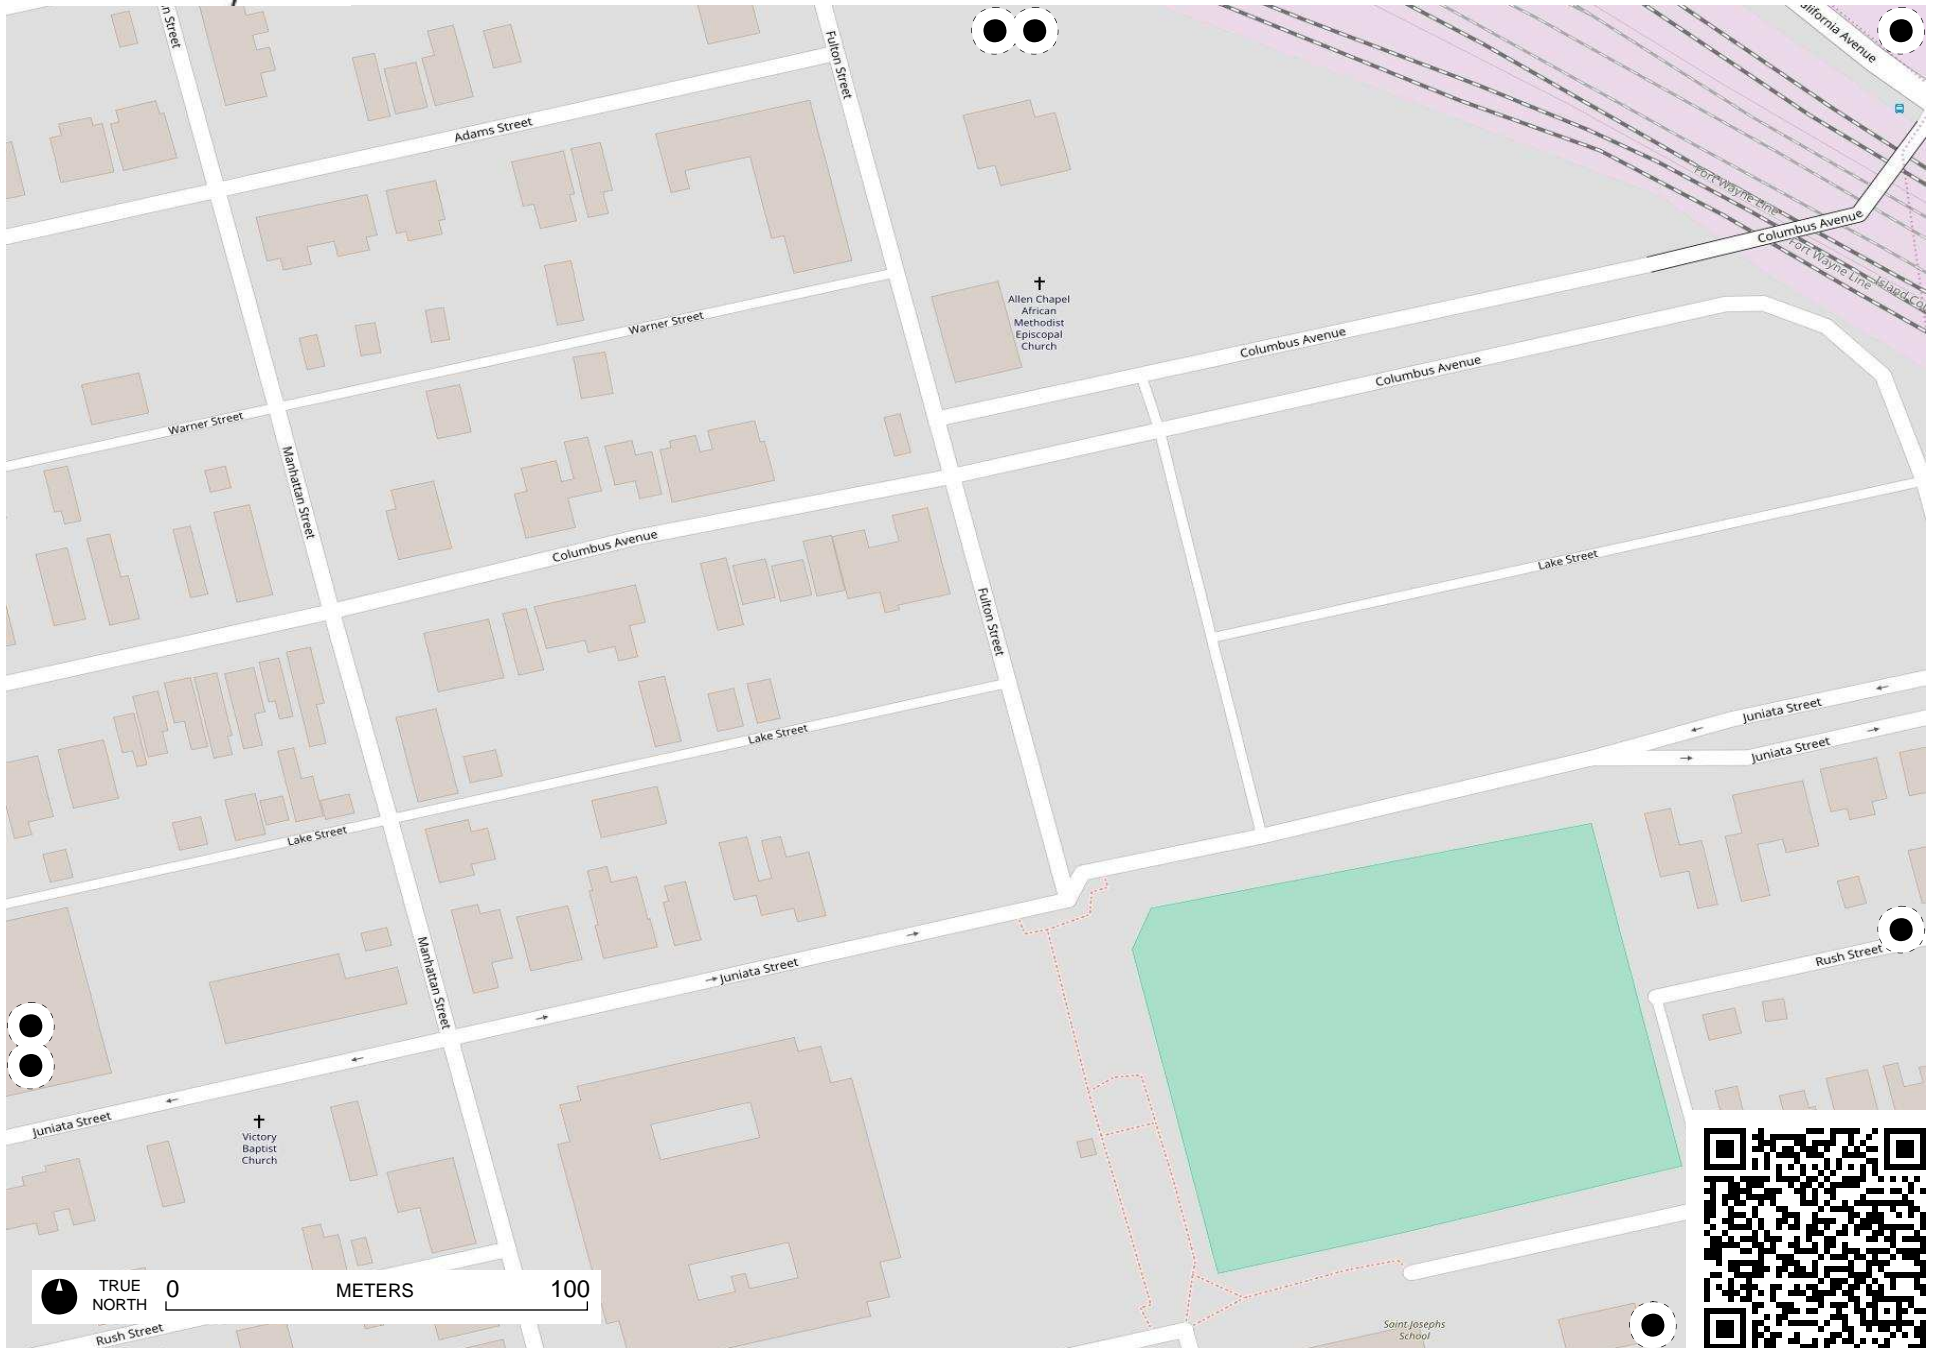 Street
Fulton Street
California Avenue
Adams Street
Fort Wayne Line
Columbus Avenue
Fort Wayne Line
Warner Street
Allen Chapel
African
Methodist
Episcopal
Church
Columbus Avenue
Columbus Avenue
Warner Street
Manhattan Street
Columbus Avenue
Lake Street
Fulton Street
Juniata Street
Lake Street
Juniata Street
Lake Street
Manhattan Street
Juniata Street
Rush Street
Juniata Street
Victory
Baptist
Church
TRUE
NORTH
0 METERS 100
Rush Street
Saint Josephs
School